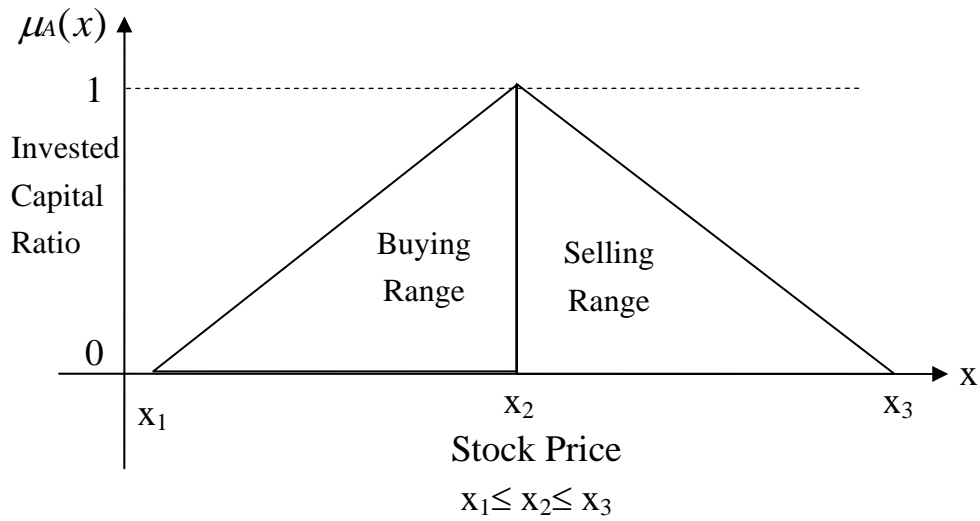 μA(x)
1
Invested
Capital
Ratio
Buying
Range
Selling
Range
0
x
x₁
x₂
x₃
Stock Price
x₁≤ x₂≤ x₃